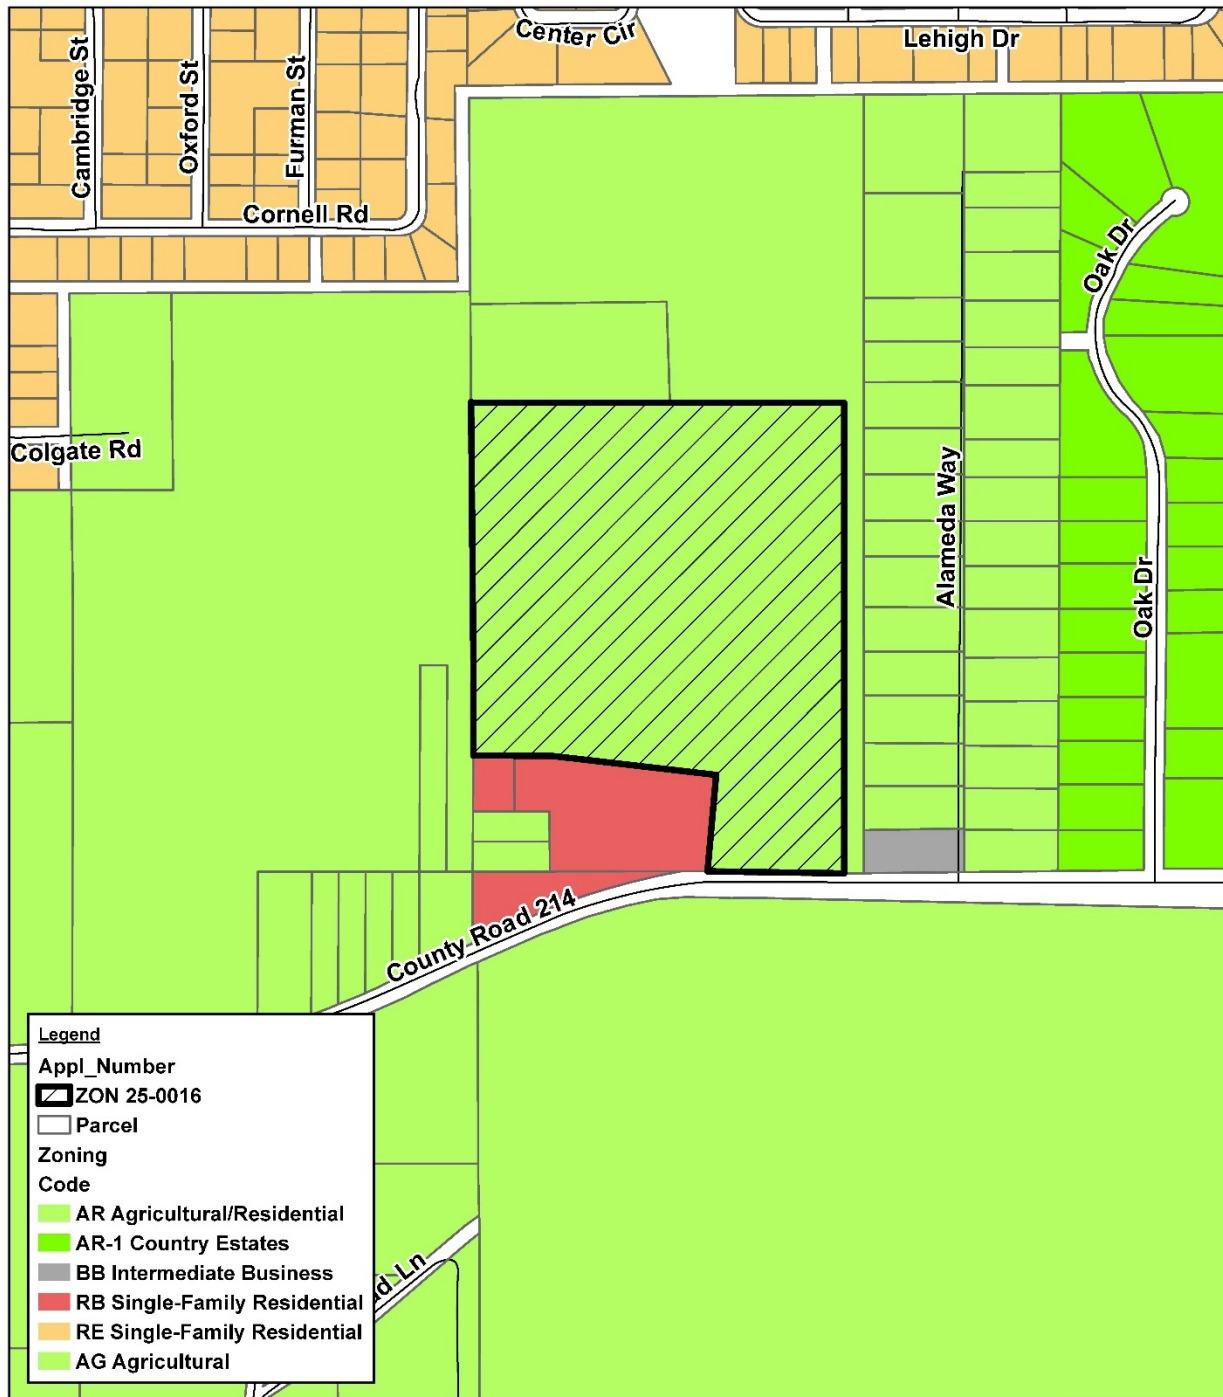 Center Cir
Lehigh Dr
Cambridge St
Oxford St
Furman St
Cornell Rd
Oak Dr
Colgate Rd
Alameda Way
Oak Dr
County Road 214
Legend
Appl_Number
ZON 25-0016
Parcel
Zoning
Code
AR Agricultural/Residential
AR-1 Country Estates
BB Intermediate Business
RB Single-Family Residential
RE Single-Family Residential
AG Agricultural
Ln